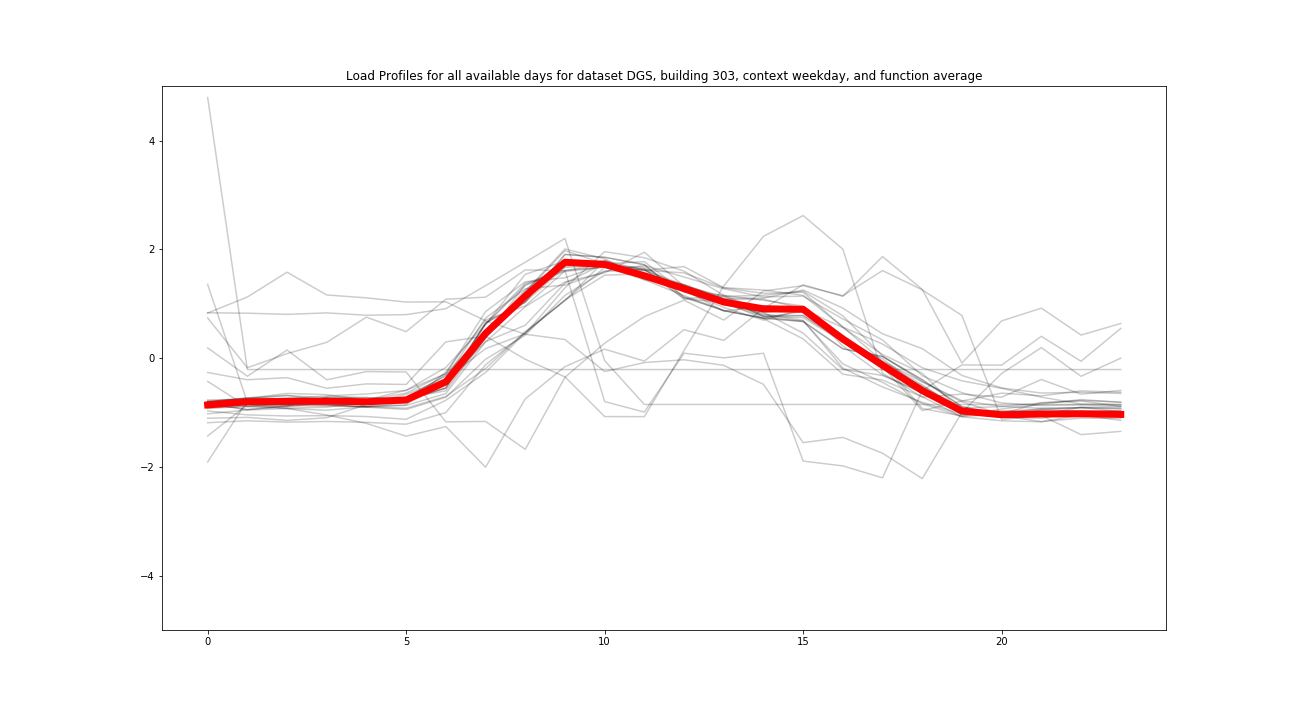 Load Profiles for all available days for dataset DGS, building 303, context weekday, and function average
4
2
0
−2
−4
0 5 10 15 20